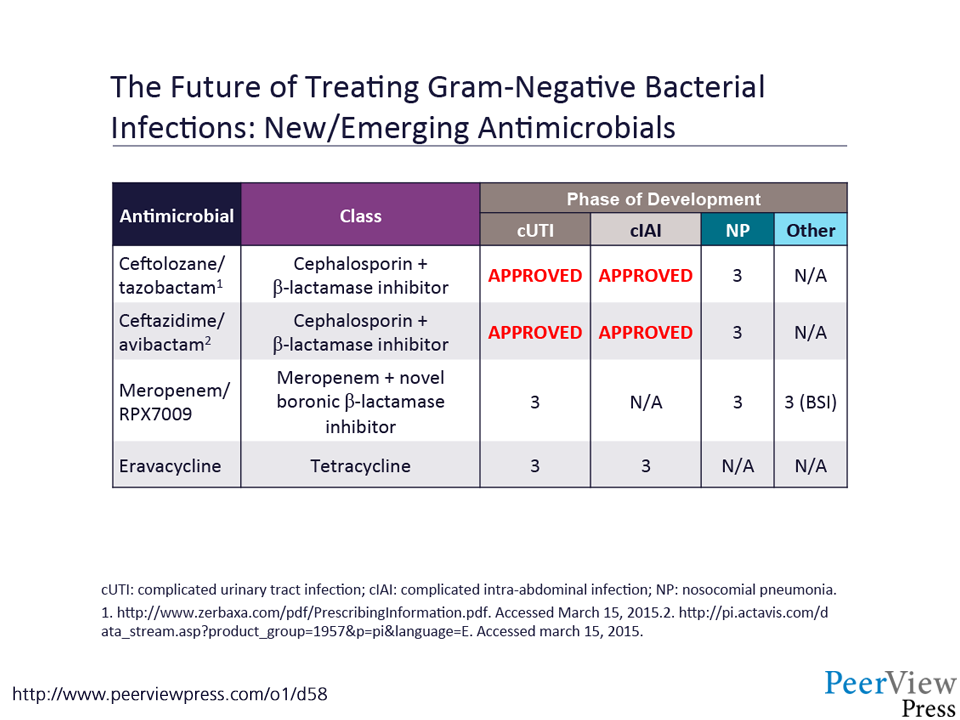 The Future of Treating Gram-Negative Bacterial
Infections: New/Emerging Antimicrobials
Antimicrobial
Class
Phase of Development
cUTI
cIAI
NP
Other
Ceftolozane/
tazobactam1
Cephalosporin +
β-lactamase inhibitor
APPROVED
APPROVED
3
N/A
Ceftazidime/
avibactam2
Cephalosporin +
β-lactamase inhibitor
APPROVED
APPROVED
3
N/A
Meropenem/
RPX7009
Meropenem + novel
boronic β-lactamase
inhibitor
3
N/A
3
3 (BSI)
Eravacycline
Tetracycline
3
3
N/A
N/A
cUTI: complicated urinary tract infection; cIAI: complicated intra-abdominal infection; NP: nosocomial pneumonia.
1. http://www.zerbaxa.com/pdf/PrescribingInformation.pdf. Accessed March 15, 2015.2. http://pi.actavis.com/d
ata_stream.asp?product_group=1957&p=pi&language=E. Accessed march 15, 2015.
http://www.peerviewpress.com/o1/d58
PeerView
Press